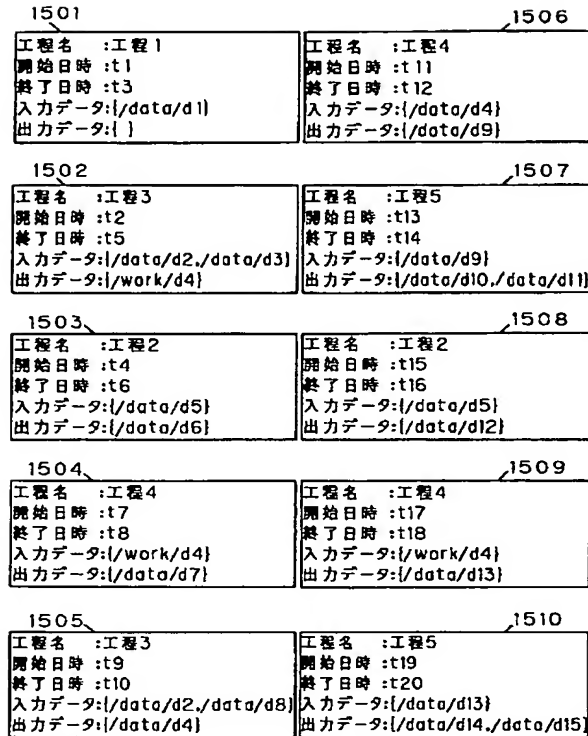 1501
工程名 :工程1
開始日時 :t1
終了日時 :t3
入力データ:{/data/d1}
出力データ:{ }
1502
工程名 :工程3
開始日時 :t2
終了日時 :t5
入力データ:{/data/d2,/data/d3}
出力データ:{/work/d4}
1503
工程名 :工程2
開始日時 :t4
終了日時 :t6
入力データ:{/data/d5}
出力データ:{/data/d6}
1504
工程名 :工程4
開始日時 :t7
終了日時 :t8
入力データ:{/work/d4}
出力データ:{/data/d7}
1505
工程名 :工程3
開始日時 :t9
終了日時 :t10
入力データ:{/data/d2,/data/d8}
出力データ:{/data/d4}
1506
工程名 :工程4
開始日時 :t11
終了日時 :t12
入力データ:{/data/d4}
出力データ:{/data/d9}
1507
工程名 :工程5
開始日時 :t13
終了日時 :t14
入力データ:{/data/d9}
出力データ:{/data/d10,/data/d11}
1508
工程名 :工程2
開始日時 :t15
終了日時 :t16
入力データ:{/data/d5}
出力データ:{/data/d12}
1509
工程名 :工程4
開始日時 :t17
終了日時 :t18
入力データ:{/work/d4}
出力データ:{/data/d13}
1510
工程名 :工程5
開始日時 :t19
終了日時 :t20
入力データ:{/data/d13}
出力データ:{/data/d14,/data/d15}